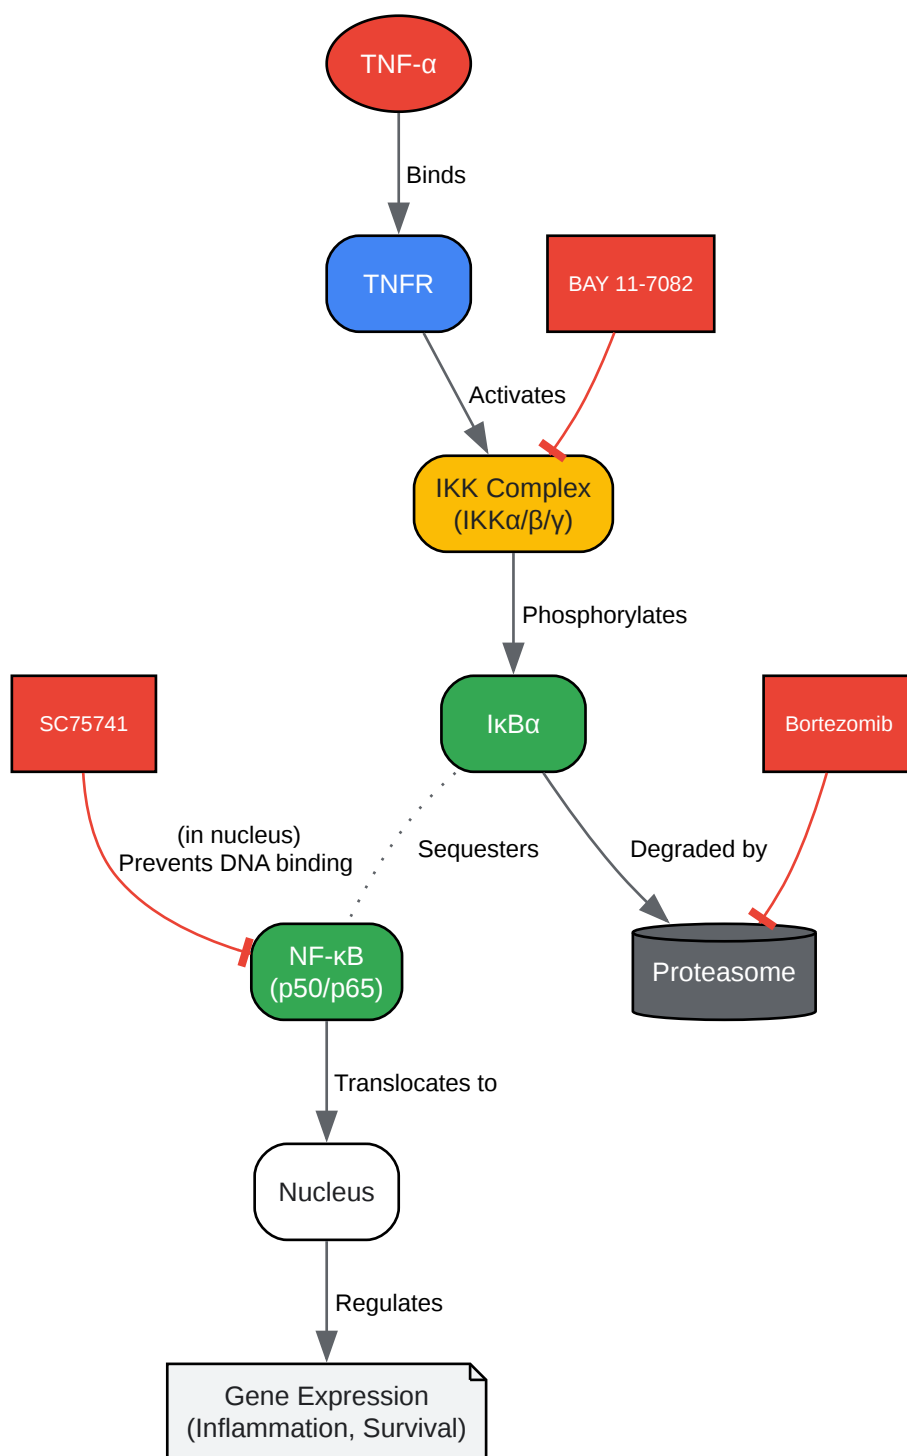 TNF-α
Binds
TNFR
BAY 11-7082
Activates
IKK Complex
(IKKα/β/γ)
Phosphorylates
SC75741
IκBα
Bortezomib
(in nucleus)
Prevents DNA binding
Sequesters
Degraded by
NF-κB
(p50/p65)
Proteasome
Translocates to
Nucleus
Regulates
Gene Expression
(Inflammation, Survival)